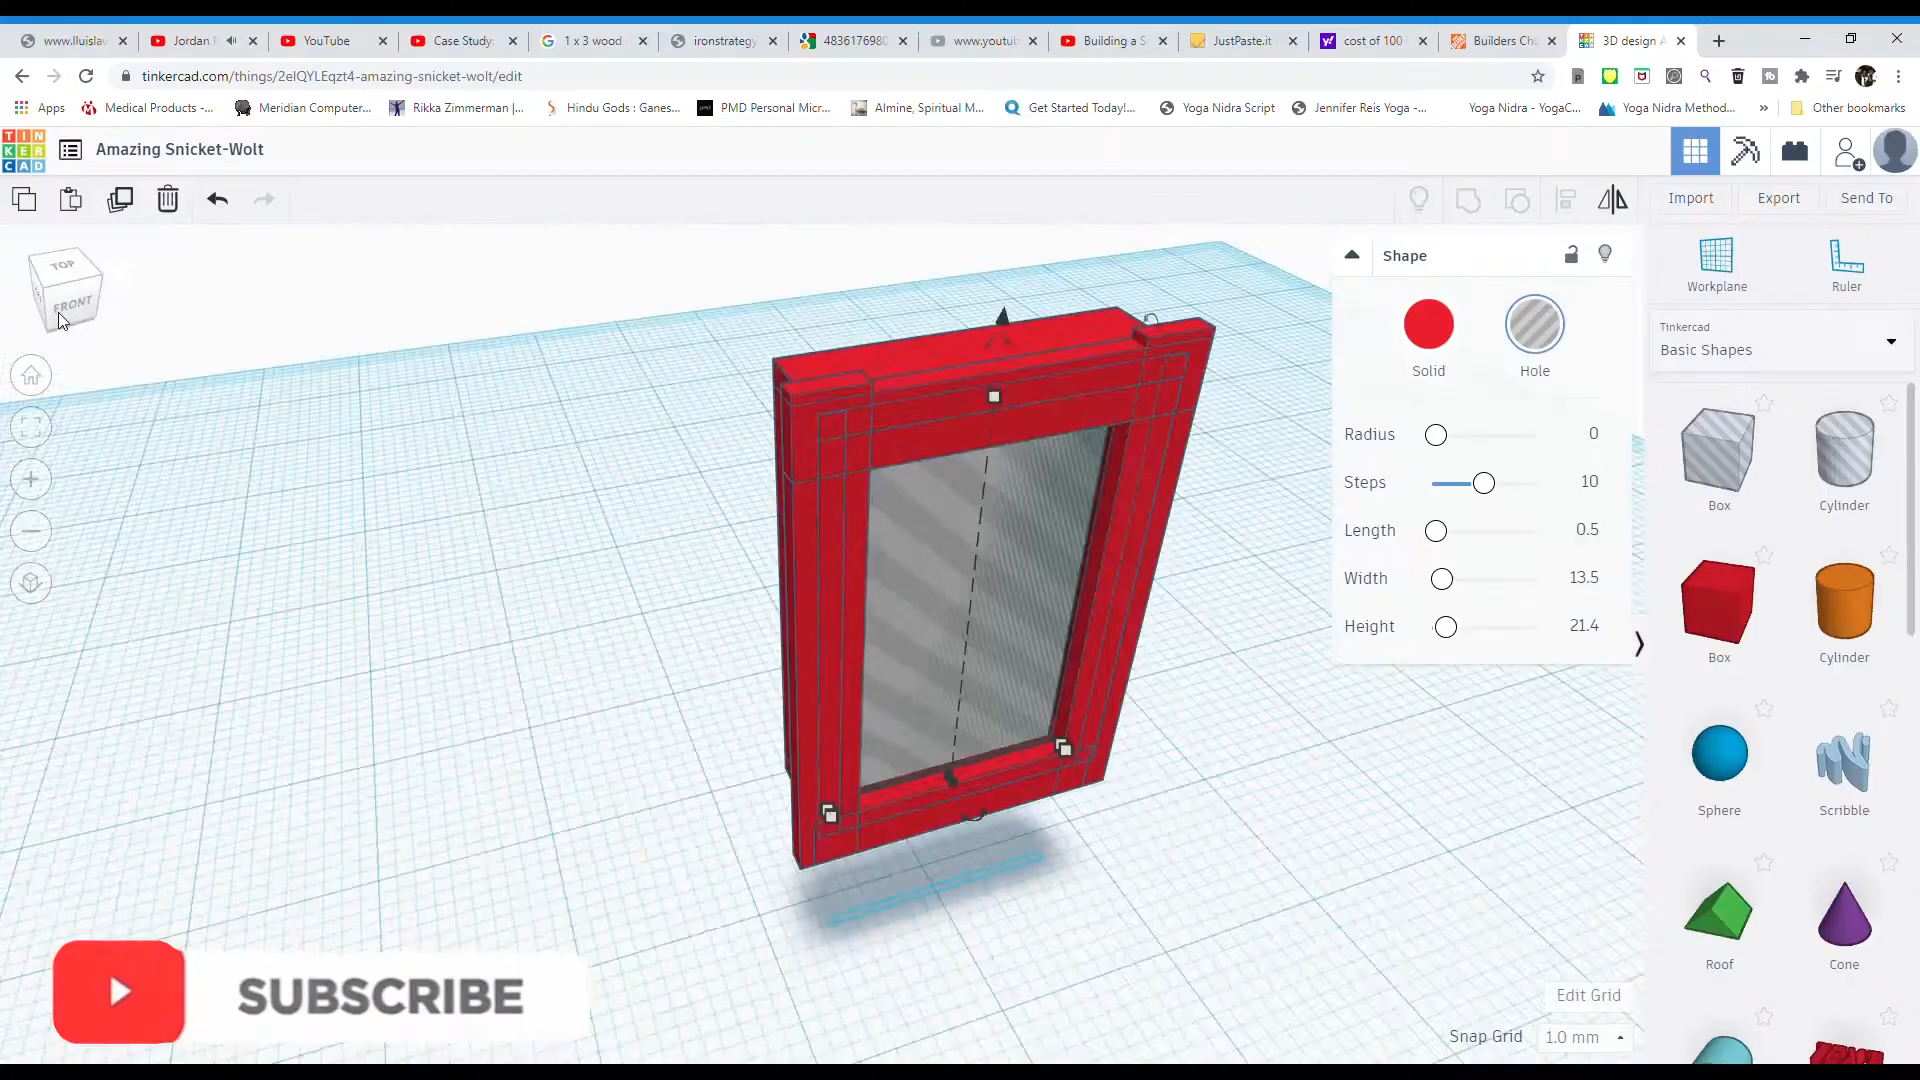 www.lluisla
Jordan
YouTube
Case Study:
1 x 3 wood
ironstrategy
4836176980
www.youtub
Building a S
JustPaste.it -
cost of 100
Builders Cho
3D design A
tinkercad.com/things/2elQYLEqzt4-amazing-snicket-wolt/edit
Apps
Medical Products -...
Meridian Computer...
Rikka Zimmerman |...
Hindu Gods : Ganes...
PMD Personal Micr...
Almine, Spiritual M...
Get Started Today!...
Yoga Nidra Script
Jennifer Reis Yoga -...
Yoga Nidra - YogaC...
Yoga Nidra Method...
»
Other bookmarks
TIN
KER
CAD
Amazing Snicket-Wolt
Import
Export
Send To
TOP
FRONT
Shape
Solid
Hole
Radius 0
Steps 10
Length 0.5
Width 13.5
Height 21.4
Workplane
Ruler
Tinkercad
Basic Shapes
Box
Cylinder
Box
Cylinder
Sphere
Scribble
Roof
Cone
TEXT
SUBSCRIBE
Edit Grid
Snap Grid 1.0 mm